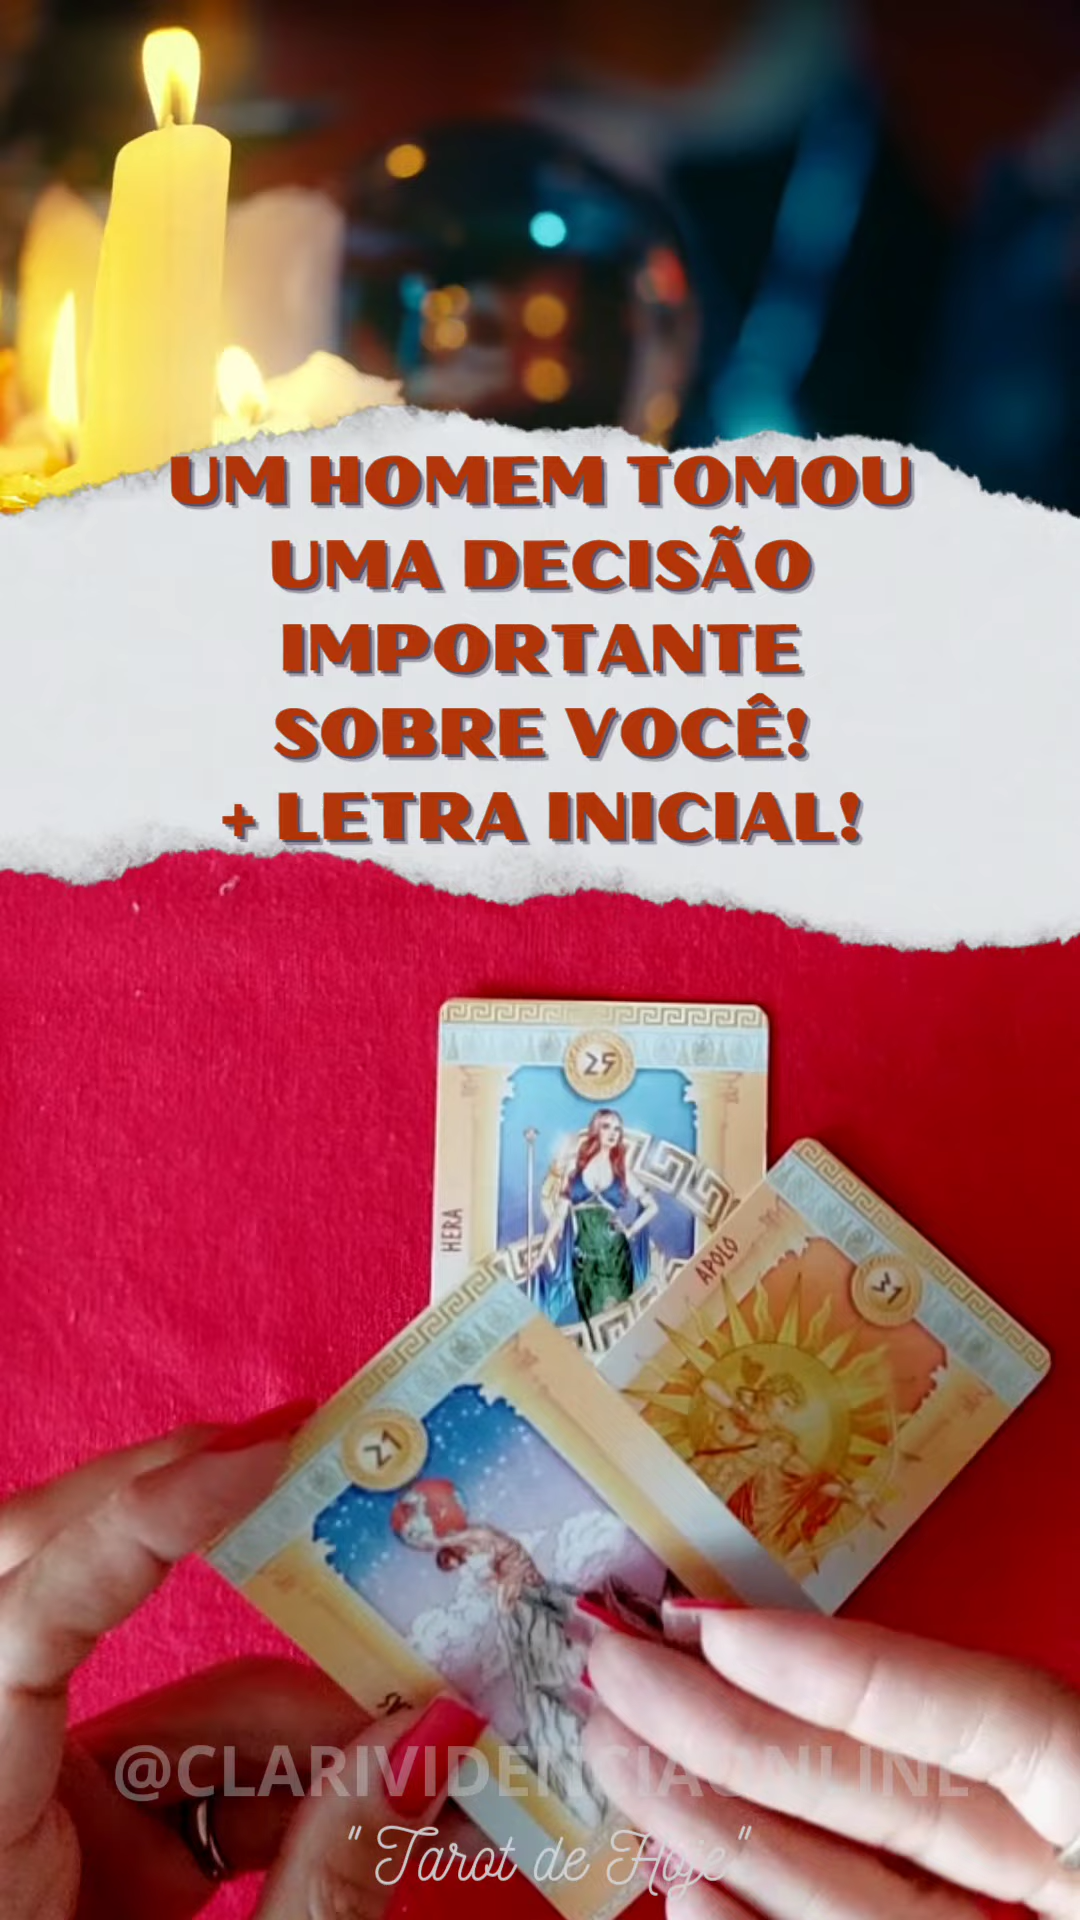 UM HOMEM TOMOU
UMA DECISÃO
IMPORTANTE
SOBRE VOCÊ!
+ LETRA INICIAL!
25
HERA
APOLO
31
21
@CLARIVIDENCIAONLINE
"Tarot de Hoje"